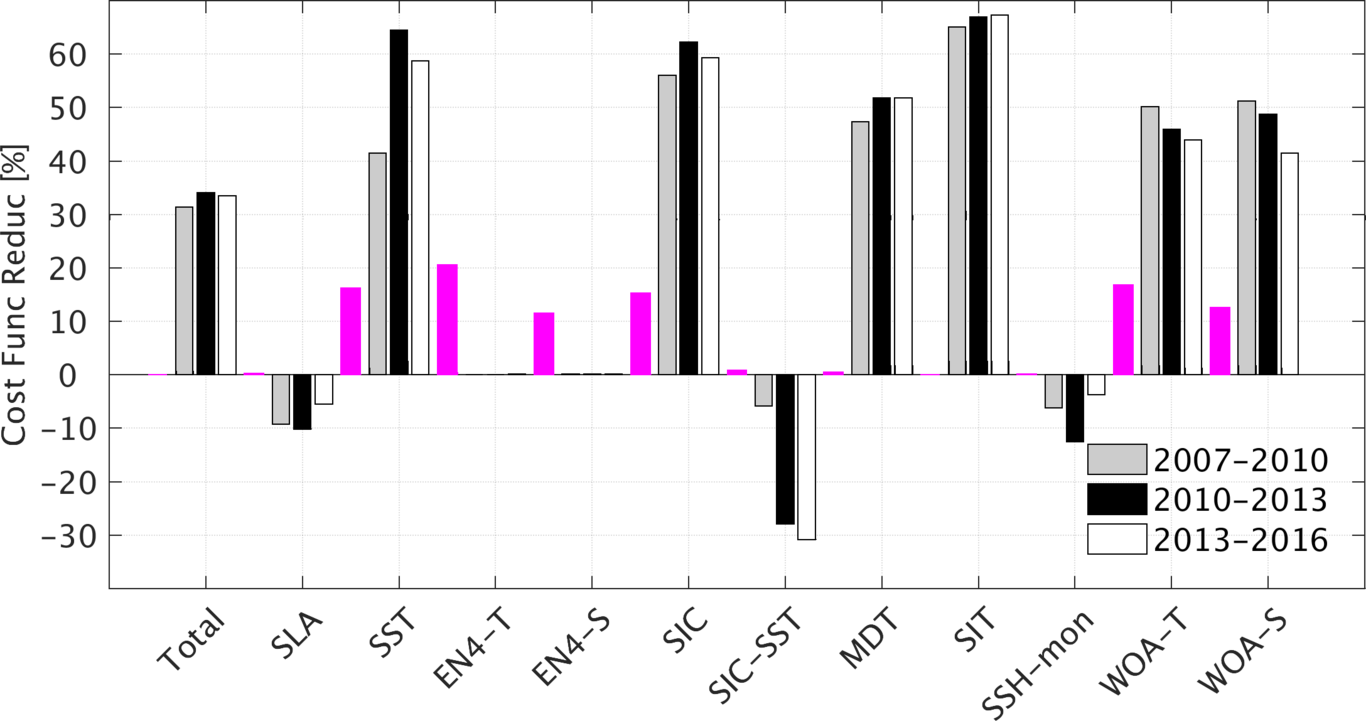 Cost Func Reduc [%]
60
50
40
30
20
10
0
−10
−20
−30
2007−2010
2010−2013
2013−2016
Total
SLA
SST
EN4−T
EN4−S
SIC
SIC−SST
MDT
SIT
SSH−mon
WOA−T
WOA−S